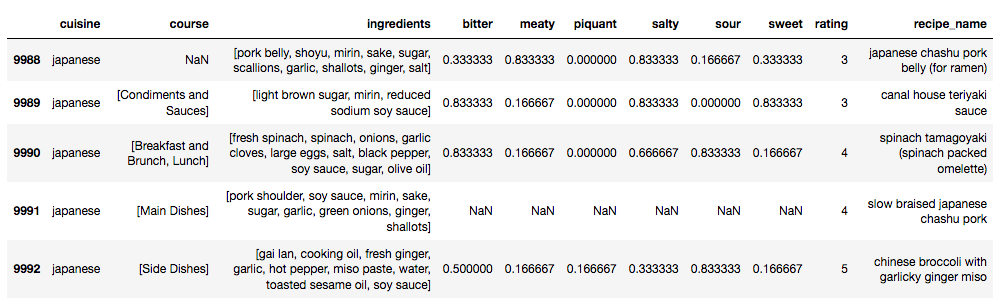 cuisine course ingredients bitter meaty piquant salty sour sweet rating recipe_name
9988 japanese NaN [pork belly, shoyu, mirin, sake, sugar, 0.333333 0.833333 0.000000 0.833333 0.166667 0.333333 3 japanese chashu pork
scallions, garlic, shallots, ginger, salt] belly (for ramen)
9989 japanese [Condiments and [light brown sugar, mirin, reduced 0.833333 0.166667 0.000000 0.833333 0.000000 0.833333 3 canal house teriyaki
Sauces] sodium soy sauce] sauce
[fresh spinach, spinach, onions, garlic spinach tamagoyaki
9990 japanese [Breakfast and cloves, large eggs, salt, black pepper, 0.833333 0.166667 0.000000 0.666667 0.833333 0.166667 4 (spinach packed
Brunch, Lunch] soy sauce, sugar, olive oil] omelette)
[pork shoulder, soy sauce, mirin, sake,
9991 japanese [Main Dishes] sugar, garlic, green onions, ginger, NaN NaN NaN NaN NaN NaN 4 slow braised japanese
shallots] chashu pork
[gai lan, cooking oil, fresh ginger,
9992 japanese [Side Dishes] garlic, hot pepper, miso paste, water, 0.500000 0.166667 0.166667 0.333333 0.833333 0.166667 5 chinese broccoli with
toasted sesame oil, soy sauce] garlicky ginger miso